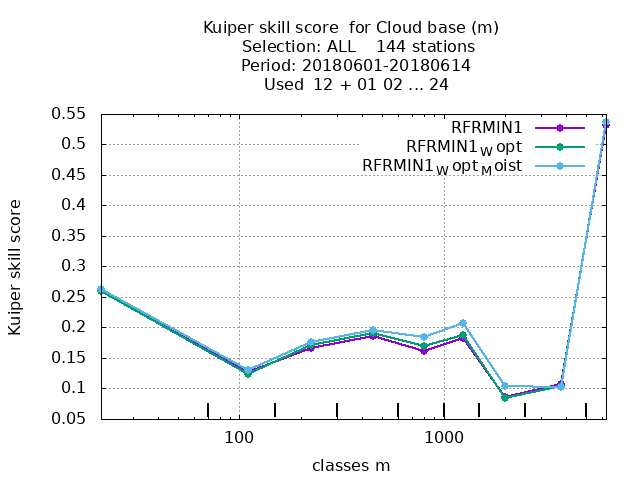 Kuiper skill score  for Cloud base (m)
Selection: ALL    144 stations
Period: 20180601-20180614
Used  12 + 01 02 ... 24
RFRMIN1
RFRMIN1Wopt
RFRMIN1WoptMoist
Kuiper skill score
0.55
0.5
0.45
0.4
0.35
0.3
0.25
0.2
0.15
0.1
0.05
100 1000
classes m